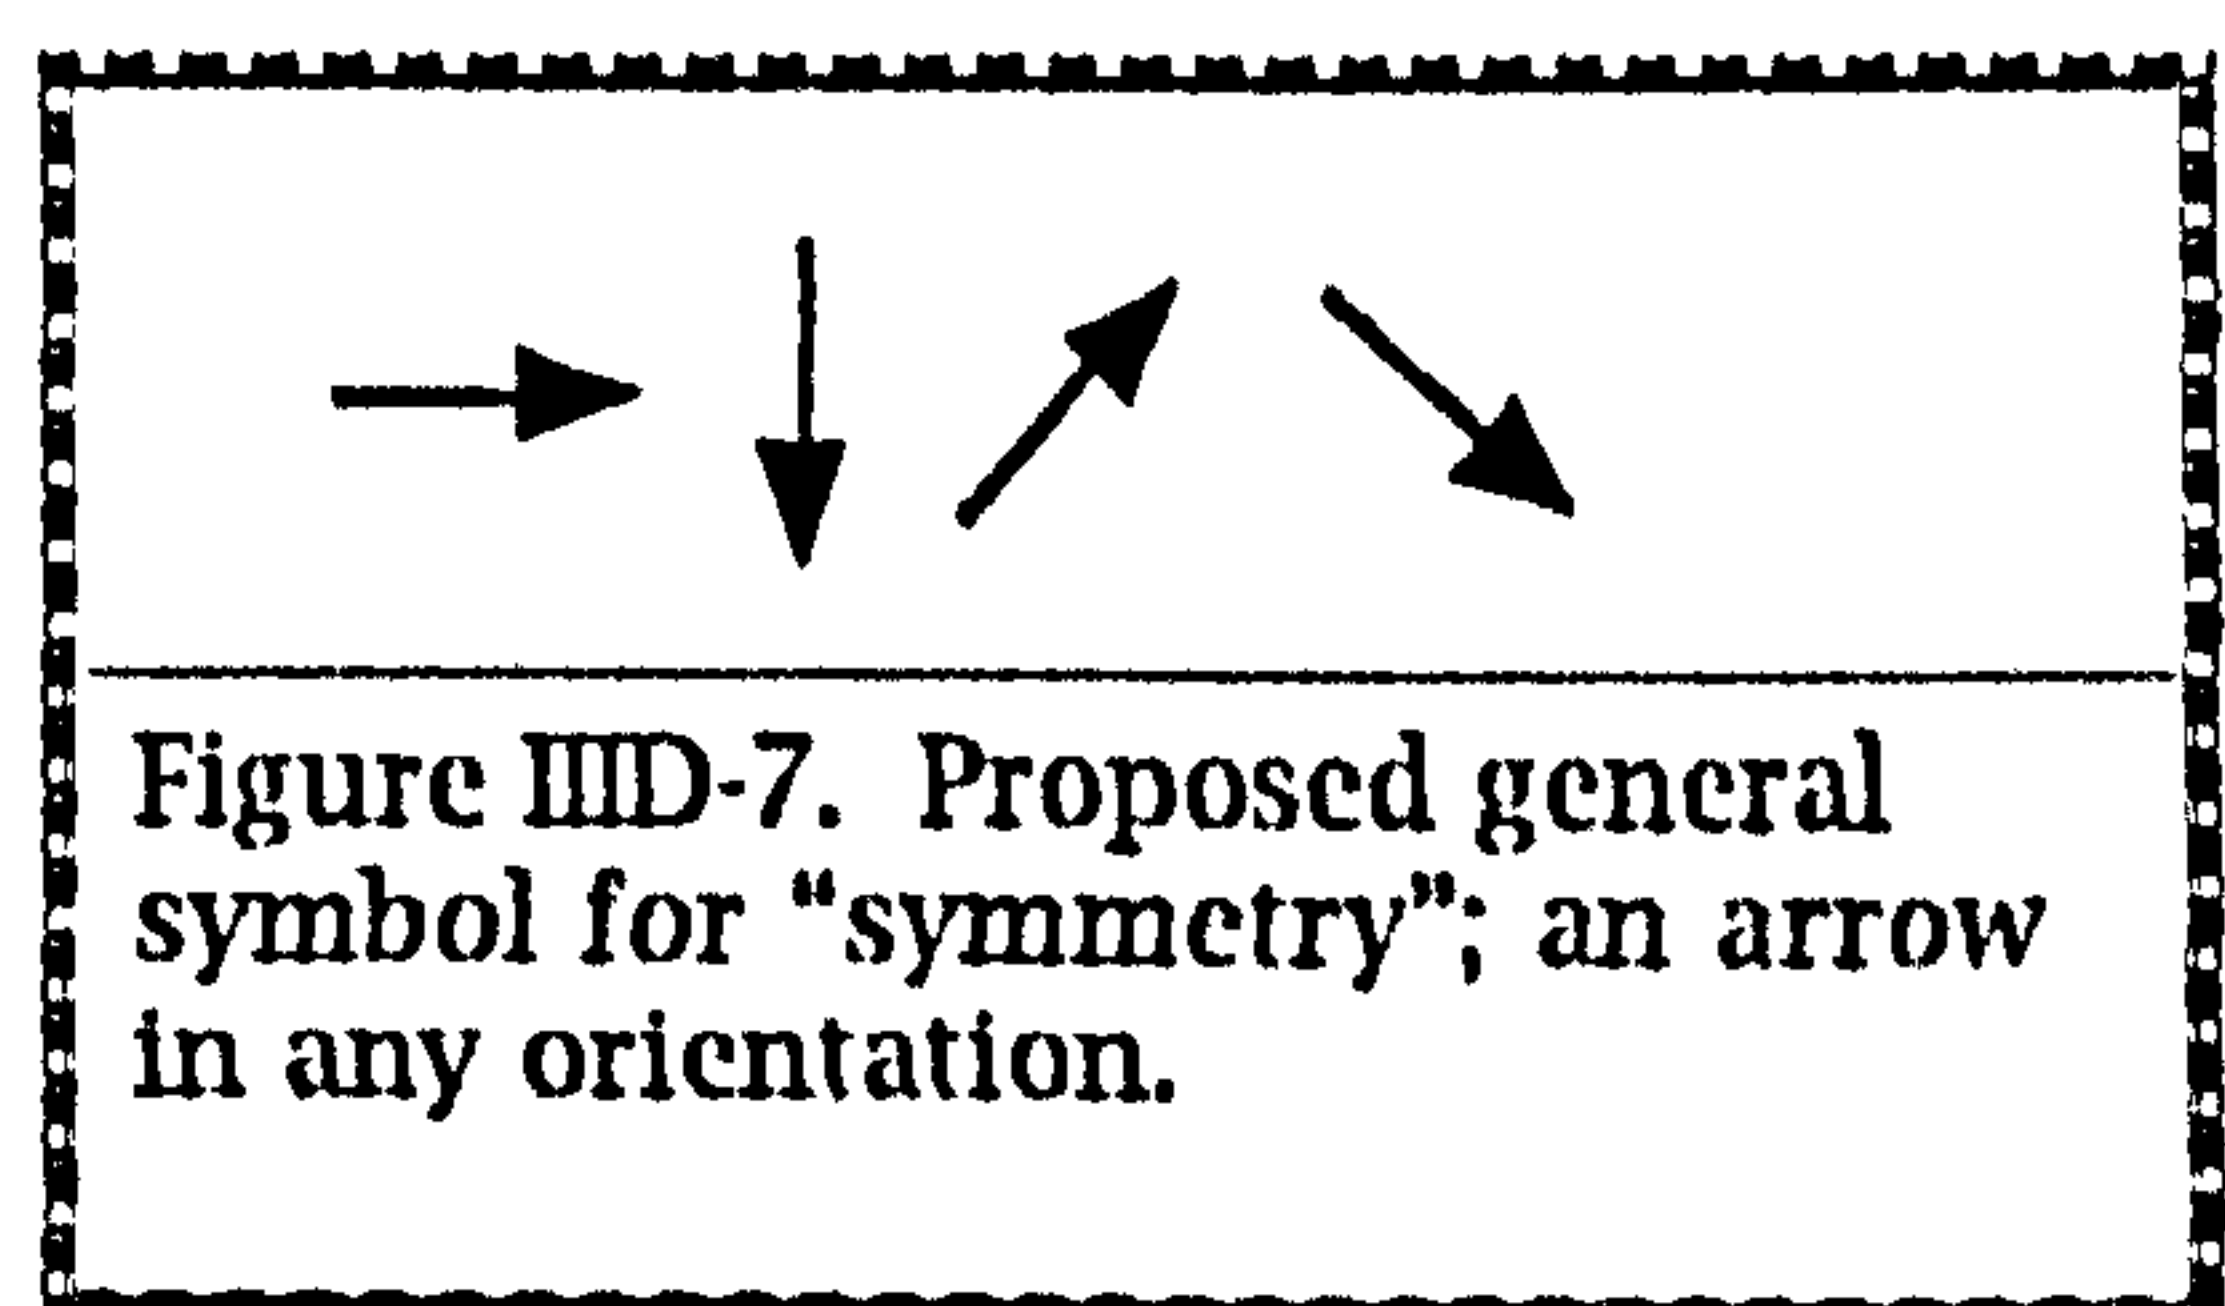 Figure IIID-7. Proposed general
symbol for “symmetry”; an arrow
in any orientation.